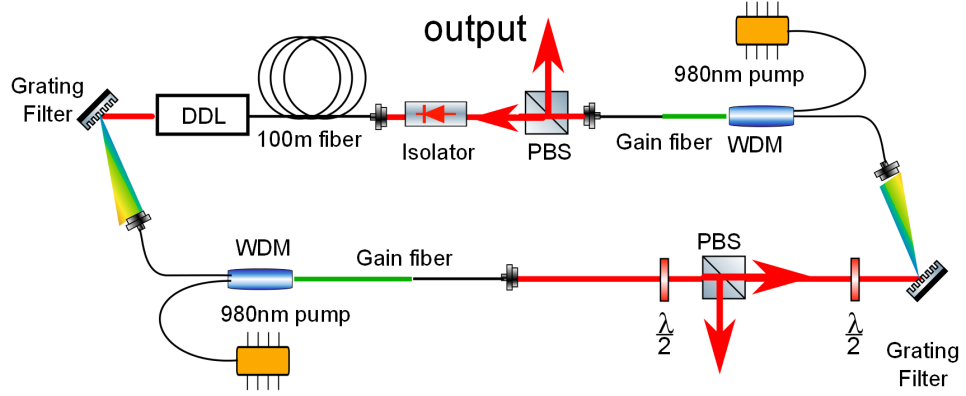 output
980nm pump
Grating
Filter
DDL
100m fiber
Isolator
PBS
Gain fiber
WDM
WDM
Gain fiber
PBS
980nm pump
λ
2
λ
2
Grating
Filter